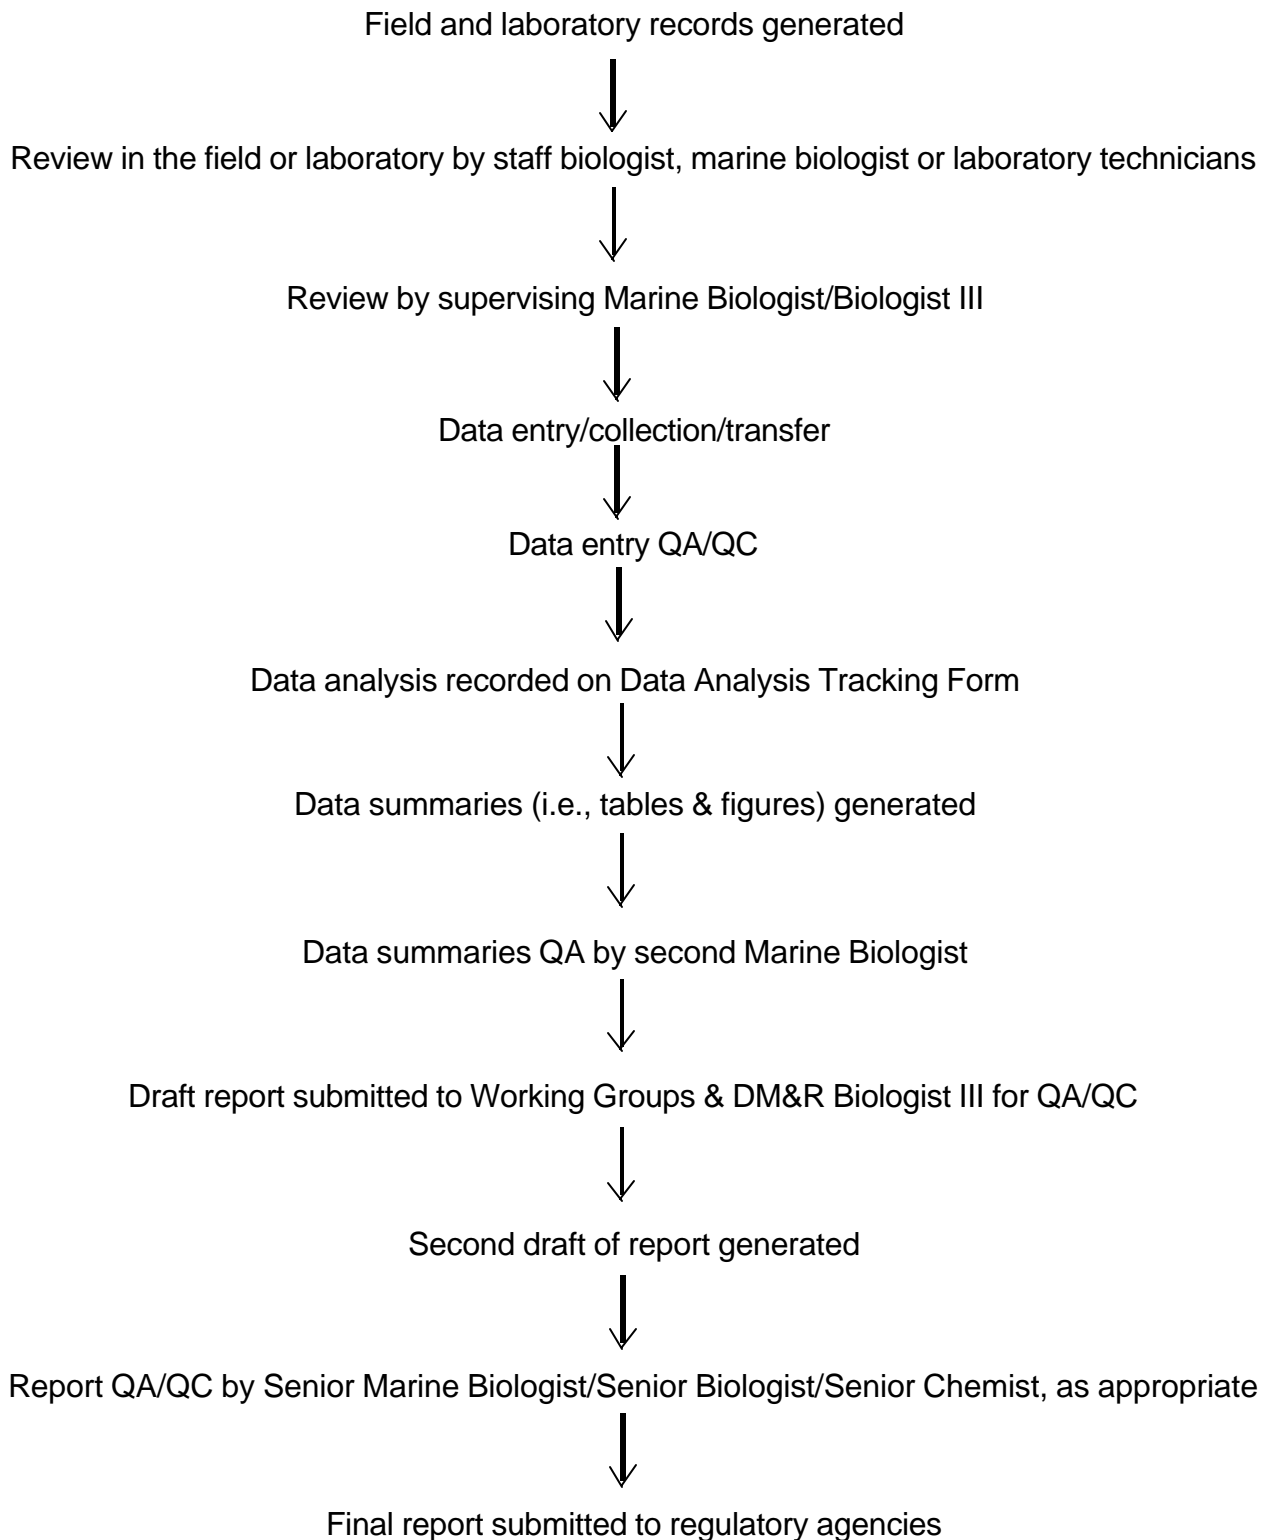 Field and laboratory records generated
Review in the field or laboratory by staff biologist, marine biologist or laboratory technicians
Review by supervising Marine Biologist/Biologist III
Data entry/collection/transfer
Data entry QA/QC
Data analysis recorded on Data Analysis Tracking Form
Data summaries (i.e., tables & figures) generated
Data summaries QA by second Marine Biologist
Draft report submitted to Working Groups & DM&R Biologist III for QA/QC
Second draft of report generated
Report QA/QC by Senior Marine Biologist/Senior Biologist/Senior Chemist, as appropriate
Final report submitted to regulatory agencies